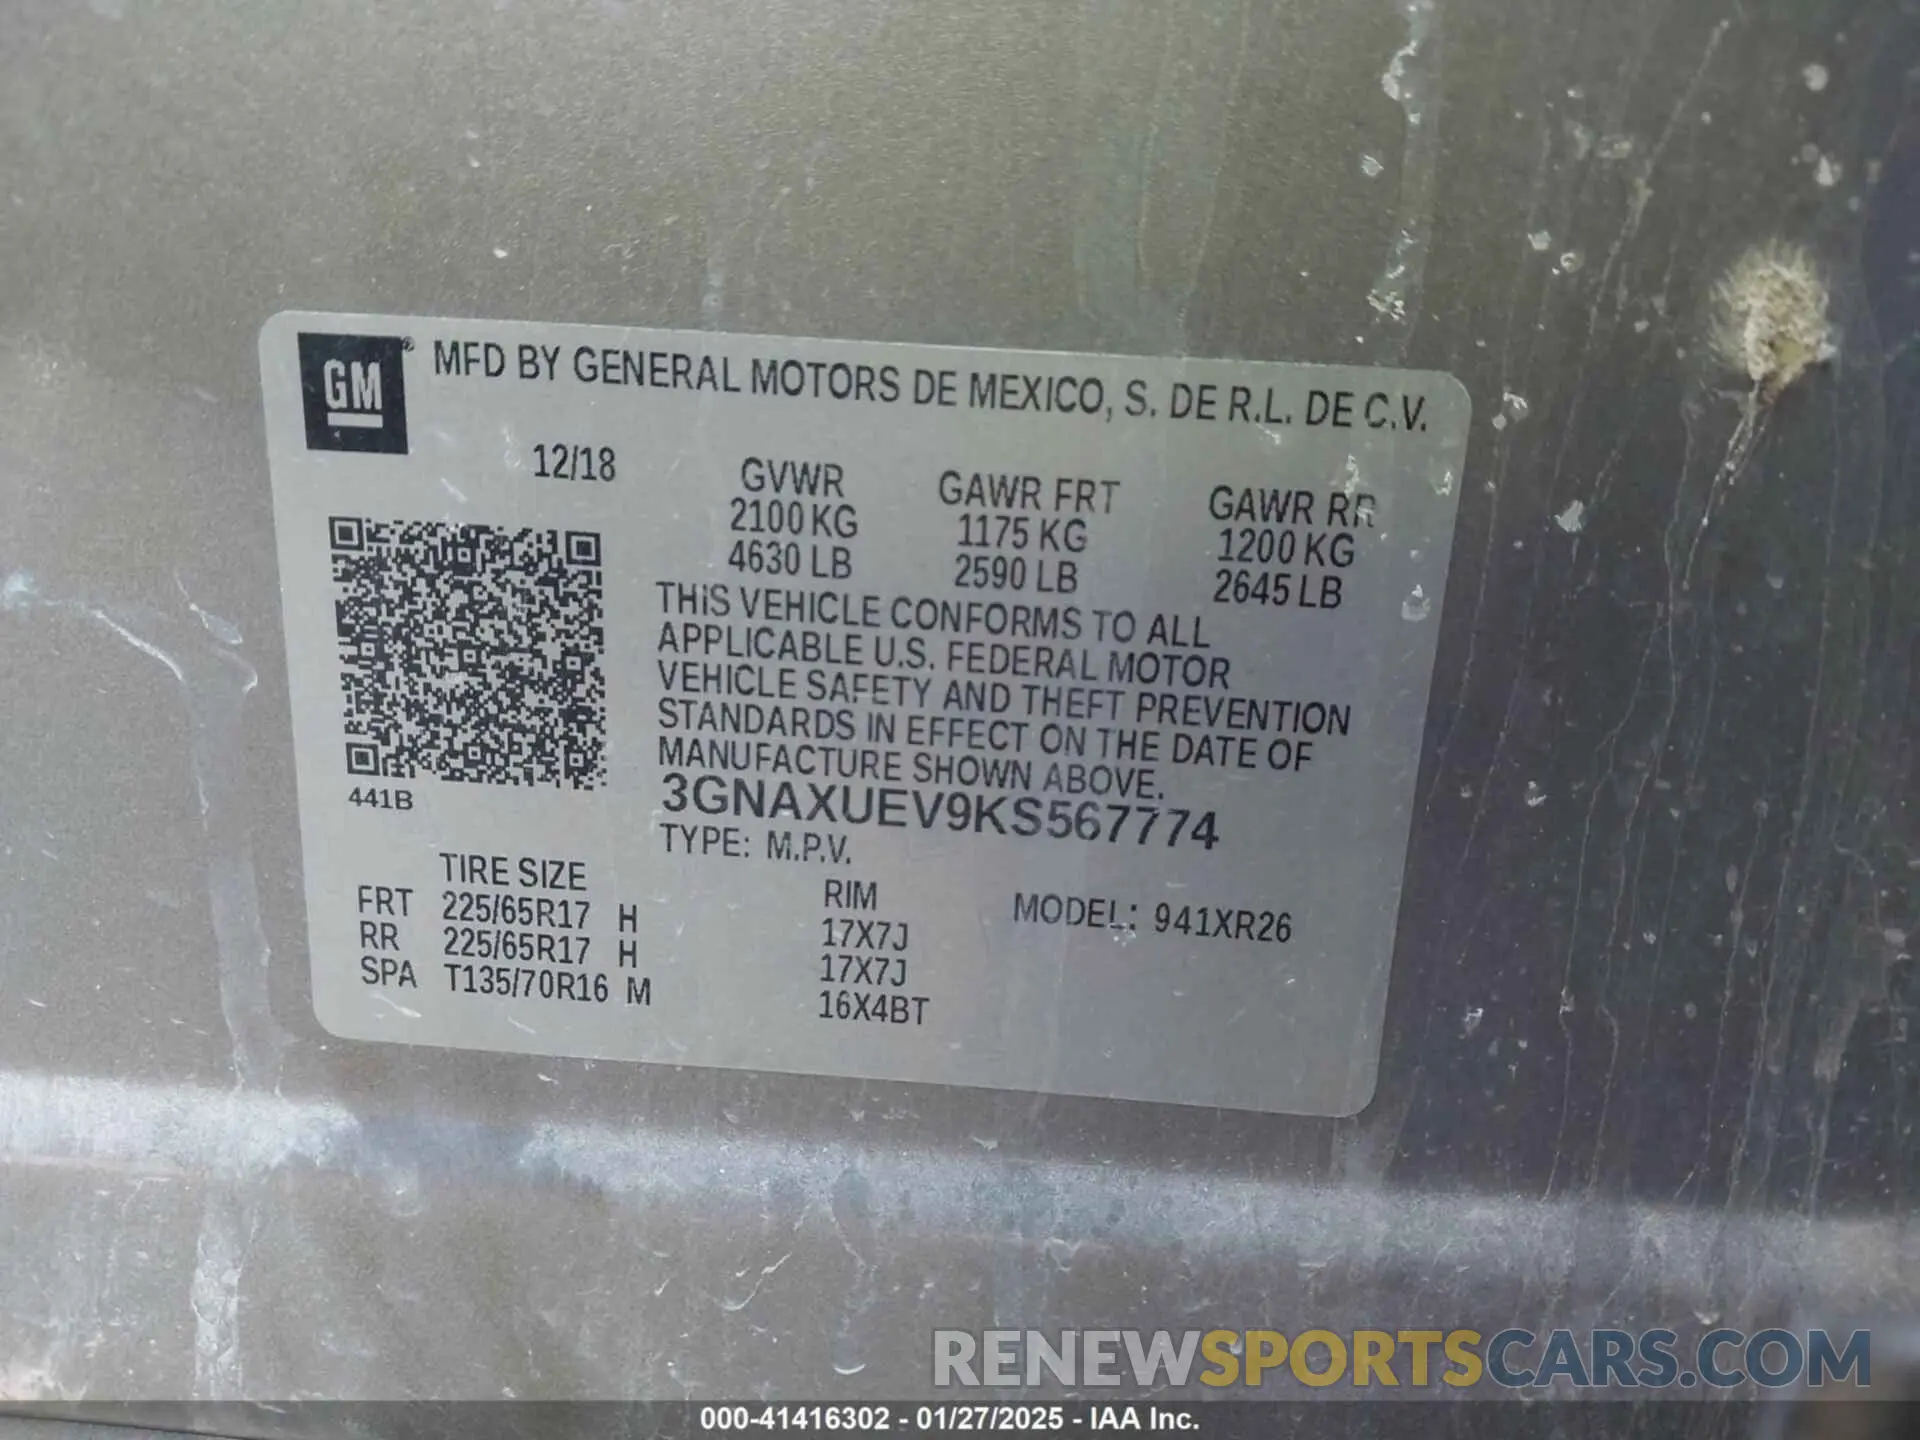 GM ® MFD BY GENERAL MOTORS DE MEXICO, S. DE R.L. DE C.V.
12/18 GVWR GAWR FRT GAWR RR
2100 KG 1175 KG 1200 KG
4630 LB 2590 LB 2645 LB
THIS VEHICLE CONFORMS TO ALL
APPLICABLE U.S. FEDERAL MOTOR
VEHICLE SAFETY AND THEFT PREVENTION
STANDARDS IN EFFECT ON THE DATE OF
MANUFACTURE SHOWN ABOVE.
441B 3GNAXUEV9KS567774
TYPE: M.P.V.
TIRE SIZE RIM MODEL: 941XR26
FRT 225/65R17 H 17X7J
RR 225/65R17 H 17X7J
SPA T135/70R16 M 16X4BT
RENEWSPORTSCARS.COM
000-41416302 - 01/27/2025 - IAA Inc.